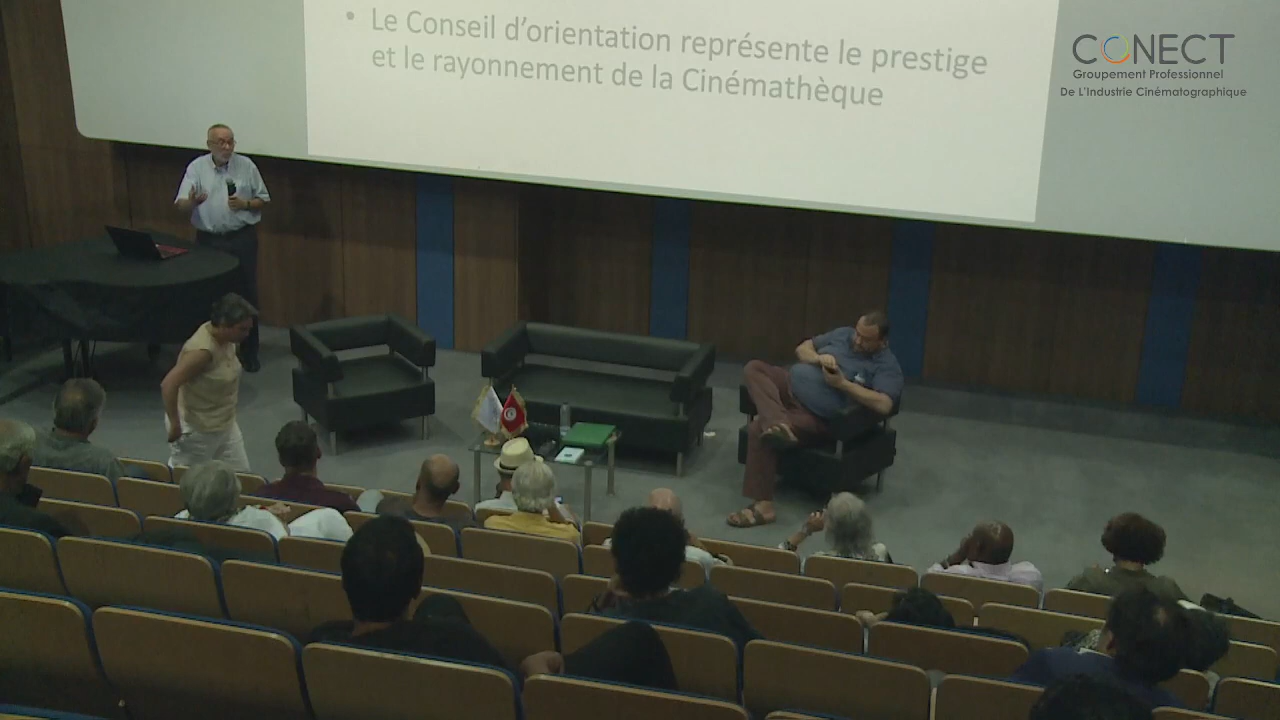 • Le Conseil d'orientation représente le prestige
et le rayonnement de la Cinémathèque
CONECT
Groupement Professionnel
De L'Industrie Cinématographique